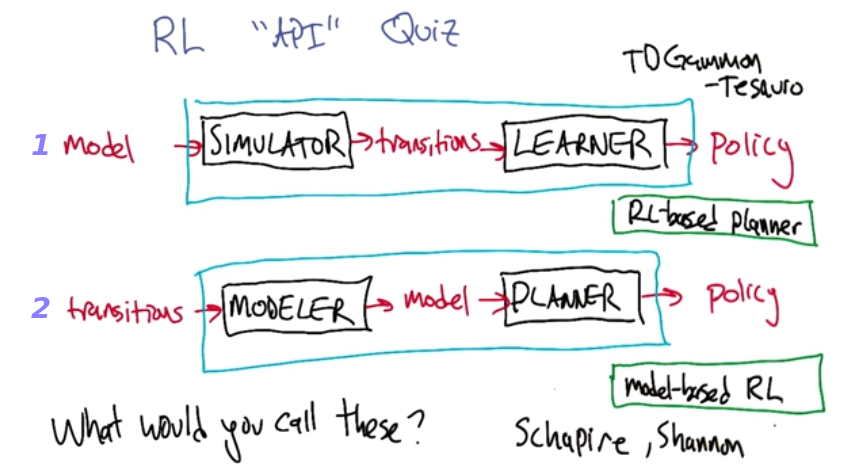 RL "API" Quiz
TDGammon
-Tesauro
1 model → SIMULATOR → transitions → LEARNER → policy
RL-based planner
2 transitions → MODELER → model → PLANNER → policy
model-based RL
What would you call these?
Schapire, Shannon